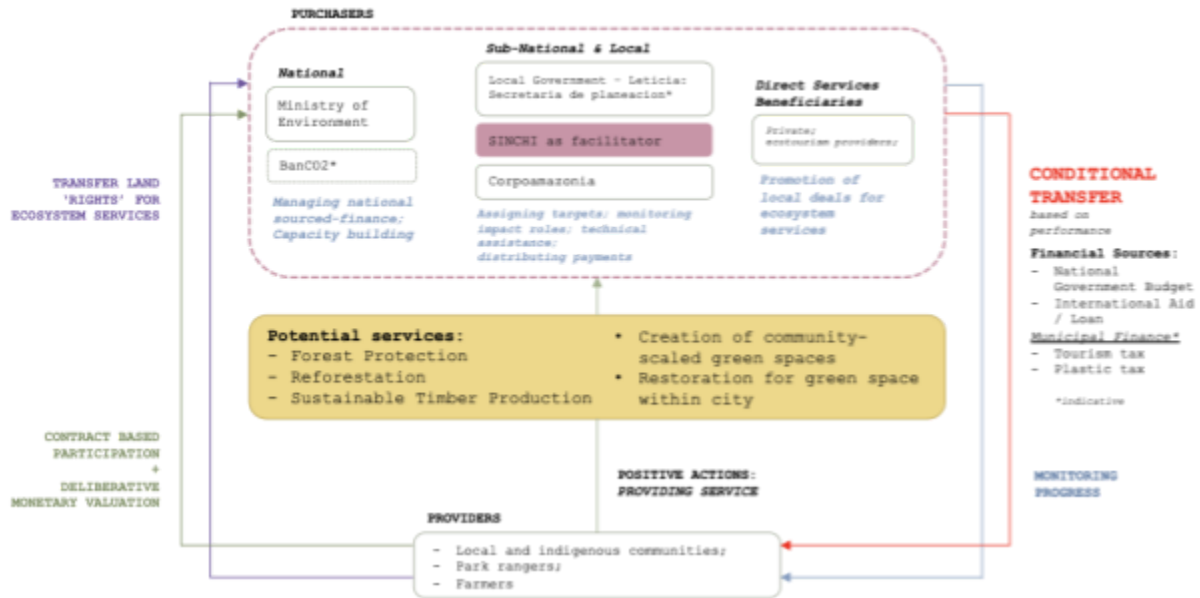 PURCHASERS
National
Ministry of
Environment
BanCO2*
Managing national
sourced-finance;
Capacity building
Sub-National & Local
Local Government - Leticia:
Secretaria de planeacion*
SINCHI as facilitator
Corpoamazonia
Assigning targets; monitoring
impact roles; technical
assistance;
distributing payments
Direct Services
Beneficiaries
Private;
ecotourism providers;
Promotion of
local deals for
ecosystem
services
TRANSFER LAND
'RIGHTS' FOR
ECOSYSTEM SERVICES
CONDITIONAL
TRANSFER
based on
performance
Financial Sources:
- National
Government Budget
- International Aid
/ Loan
Municipal Finance*
- Tourism tax
- Plastic tax
*indicative
Potential services:
- Forest Protection
- Reforestation
- Sustainable Timber Production
• Creation of community-
scaled green spaces
• Restoration for green space
within city
CONTRACT BASED
PARTICIPATION
+
DELIBERATIVE
MONETARY VALUATION
POSITIVE ACTIONS:
PROVIDING SERVICE
MONITORING
PROGRESS
PROVIDERS
- Local and indigenous communities;
- Park rangers;
- Farmers